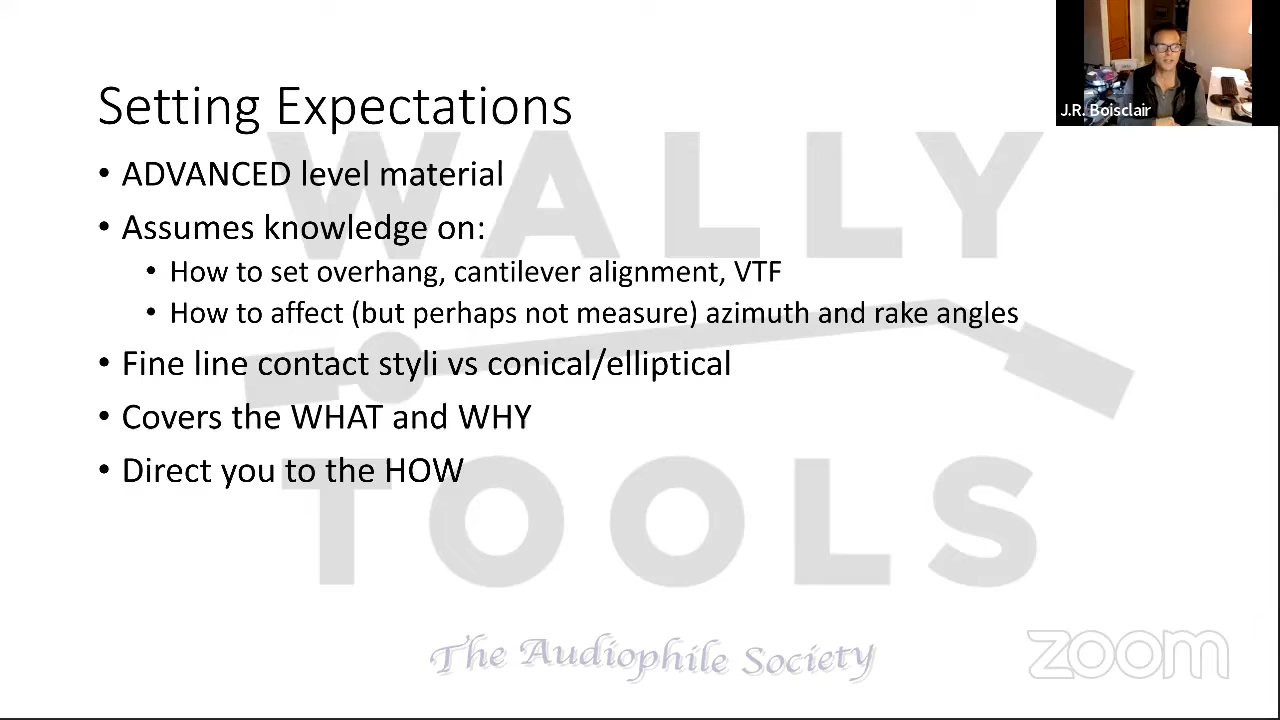 J.R. Boisclair
Setting Expectations
• ADVANCED level material
• Assumes knowledge on:
• How to set overhang, cantilever alignment, VTF
• How to affect (but perhaps not measure) azimuth and rake angles
• Fine line contact styli vs conical/elliptical
• Covers the WHAT and WHY
• Direct you to the HOW
WALLY
TOOLS
The Audiophile Society
zoom